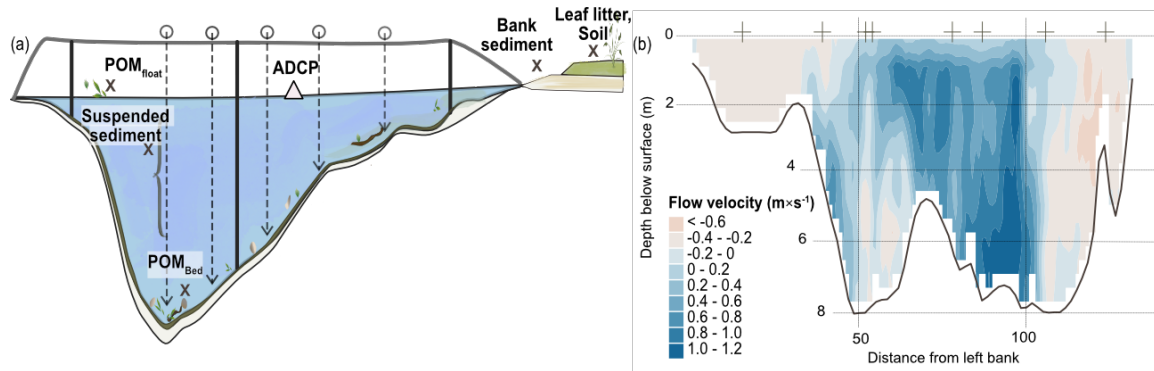 (a)
POMfloat
X
Suspended
sediment
X
ADCP
Bank
sediment
X
Leaf litter,
Soil
X
POMBed
X
(b)
0
2
4
6
8
Depth below surface (m)
Flow velocity (m×s-1)
< -0.6
-0.4 - -0.2
-0.2 - 0
0 - 0.2
0.2 - 0.4
0.4 - 0.6
0.6 - 0.8
0.8 - 1.0
1.0 - 1.2
50
100
Distance from left bank